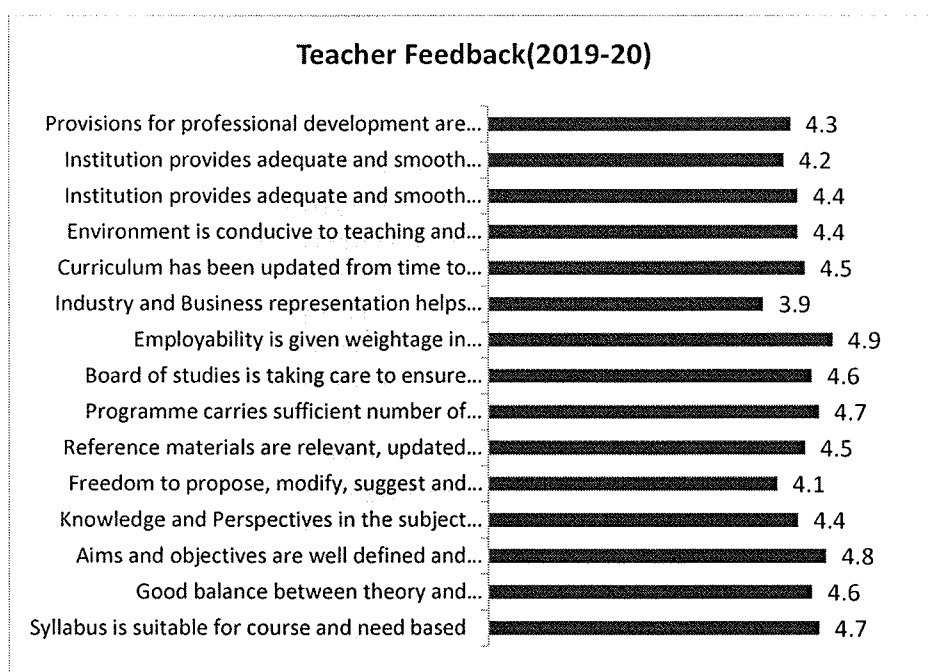 Teacher Feedback(2019-20)
Provisions for professional development are... 4.3
Institution provides adequate and smooth... 4.2
Institution provides adequate and smooth... 4.4
Environment is conducive to teaching and... 4.4
Curriculum has been updated from time to... 4.5
Industry and Business representation helps... 3.9
Employability is given weightage in... 4.9
Board of studies is taking care to ensure... 4.6
Programme carries sufficient number of... 4.7
Reference materials are relevant, updated... 4.5
Freedom to propose, modify, suggest and... 4.1
Knowledge and Perspectives in the subject... 4.4
Aims and objectives are well defined and... 4.8
Good balance between theory and... 4.6
Syllabus is suitable for course and need based 4.7